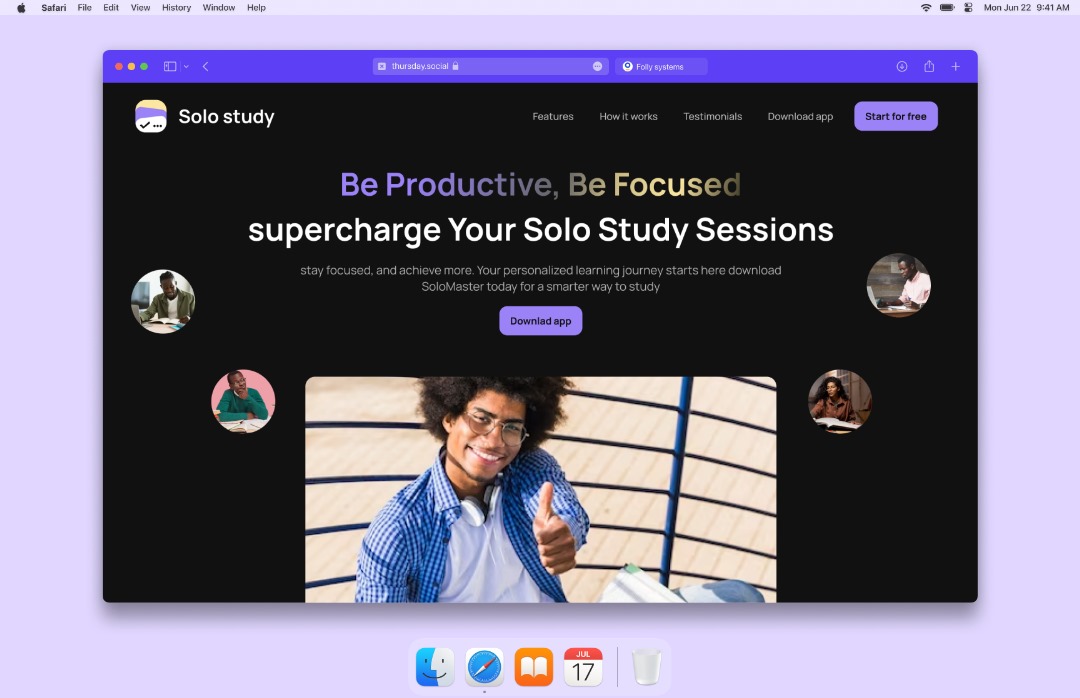 Safari File Edit View History Window Help Mon Jun 22 9:41 AM
thursday.social Folly systems
Solo study Features How it works Testimonials Download app Start for free
Be Productive, Be Focused
supercharge Your Solo Study Sessions
stay focused, and achieve more. Your personalized learning journey starts here download
SoloMaster today for a smarter way to study
Downlad app
JUL
17